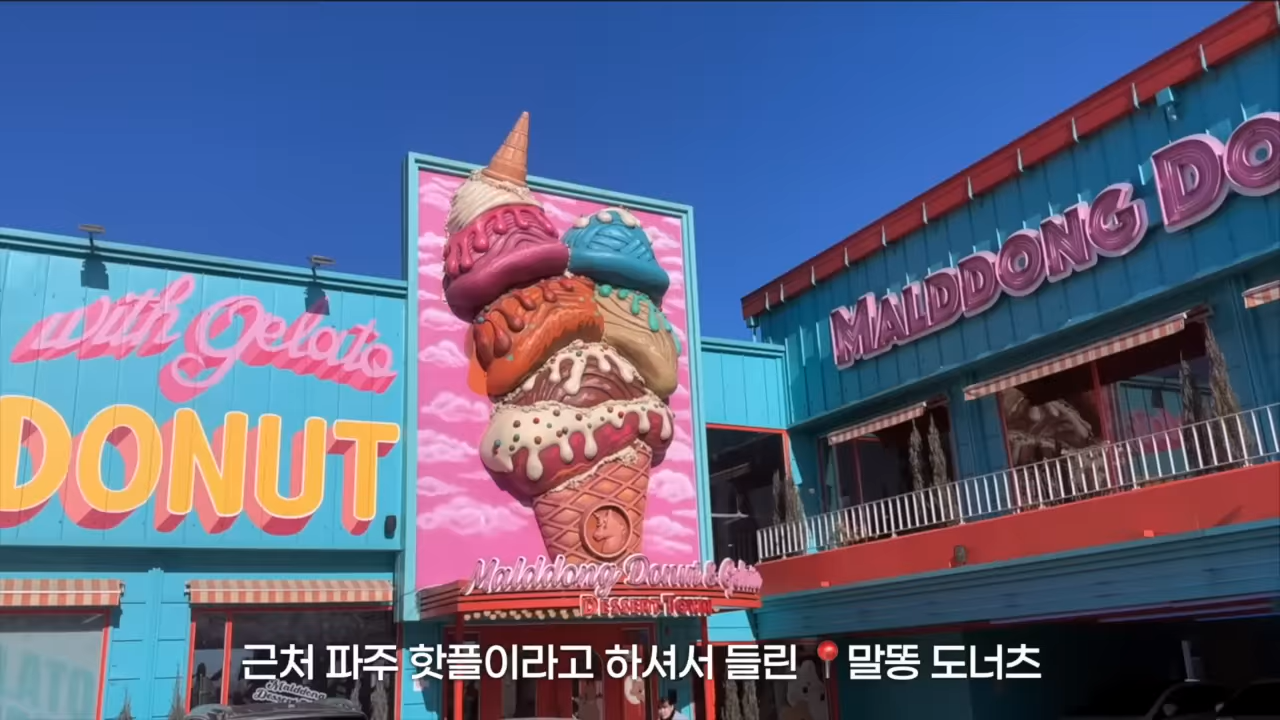 with Gelato
DONUT
MALDDONG DO
Malddong Donut & Gelato
DESSERT TOWN
Malddong
근처 파주 핫플이라고 하셔서 들린 📍말똥 도너츠